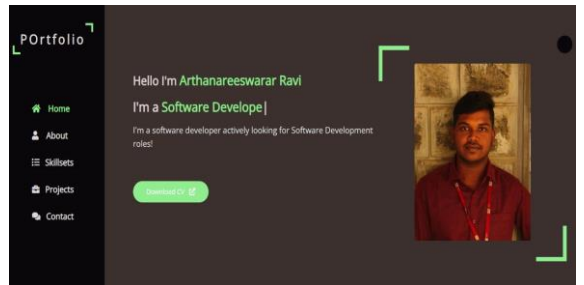 POrtfolio
Home
About
Skillsets
Projects
Contact
Hello I'm Arthanareeswarar Ravi
I'm a Software Develope|
I'm a software developer actively looking for Software Development
roles!
Download CV